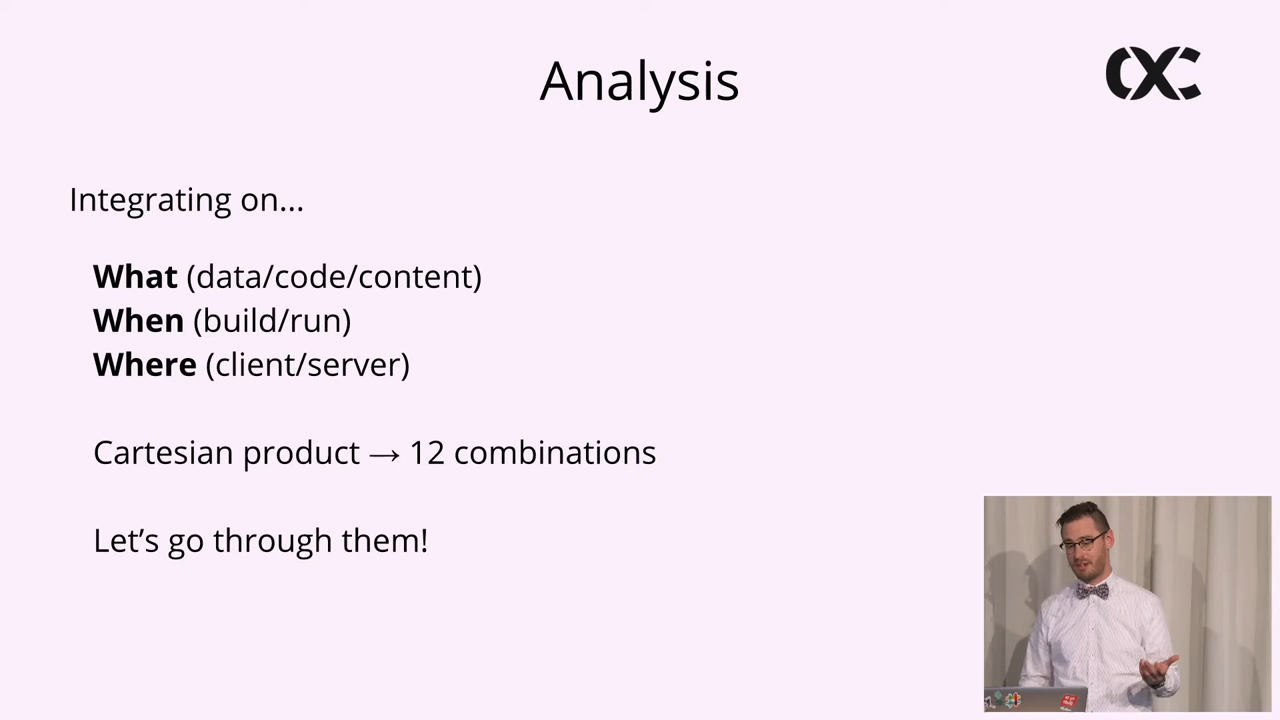 Analysis
Integrating on...
What (data/code/content)
When (build/run)
Where (client/server)
Cartesian product → 12 combinations
Let’s go through them!